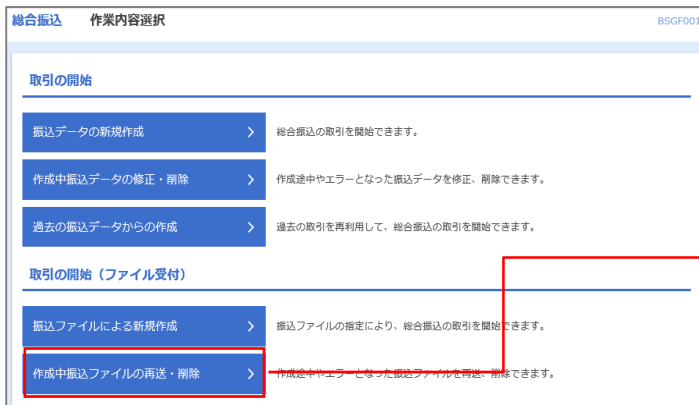 総合振込 作業内容選択 BSGF001
取引の開始
振込データの新規作成 総合振込の取引を開始できます。
作成中振込データの修正・削除 作成途中やエラーとなった振込データを修正、削除できます。
過去の振込データからの作成 過去の取引を再利用して、総合振込の取引を開始できます。
取引の開始（ファイル受付）
振込ファイルによる新規作成 振込ファイルの指定により、総合振込の取引を開始できます。
作成中振込ファイルの再送・削除 作成途中やエラーとなった振込ファイルを再送、削除できます。